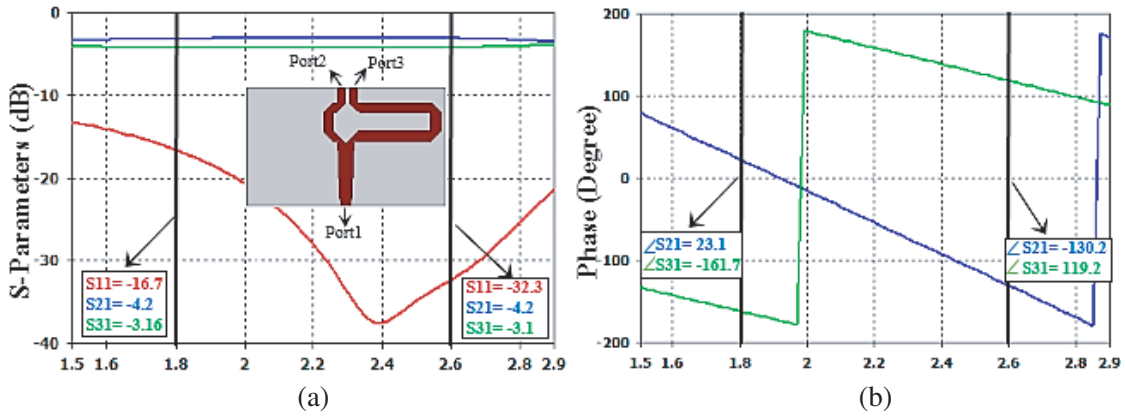 S-Parameters (dB)
0
-10
-20
-30
-40
1.5 1.6 1.8 2 2.2 2.4 2.6 2.9
Port2 Port3
Port1
S11= -16.7
S21= -4.2
S31= -3.16
S11= -32.3
S21= -4.2
S31= -3.1
(a)
Phase (Degree)
200
100
0
-100
-200
1.5 1.6 1.8 2 2.2 2.4 2.6 2.9
∠S21= 23.1
∠S31= -161.7
∠S21= -130.2
∠S31= 119.2
(b)